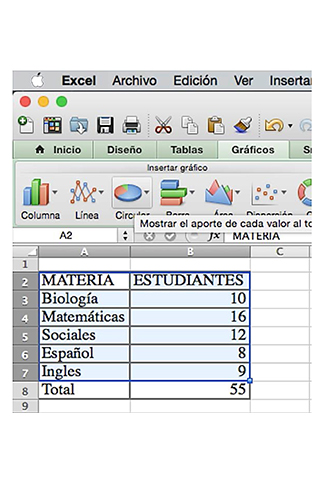 Excel Archivo Edición Ver Inserta
Inicio Diseño Tablas Gráficos
Insertar gráfico
Columna Línea Circular Barra Área Dispersión
Mostrar el aporte de cada valor al to
A2 fx MATERIA
A B C
1
2 MATERIA ESTUDIANTES
3 Biología 10
4 Matemáticas 16
5 Sociales 12
6 Español 8
7 Ingles 9
8 Total 55
9